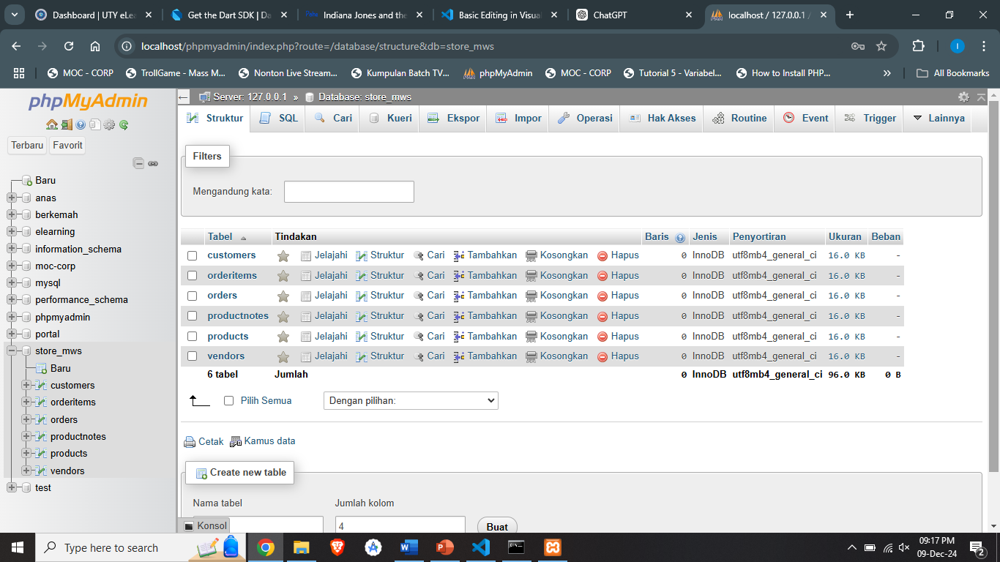 Dashboard | UTY eLea
Get the Dart SDK | Da
Indiana Jones and the
Basic Editing in Visual
ChatGPT
localhost / 127.0.0.1 /
localhost/phpmyadmin/index.php?route=/database/structure&db=store_mws
I
MOC - CORP
TrollGame - Mass M...
Nonton Live Stream...
Kumpulan Batch TV...
phpMyAdmin
MOC - CORP
Tutorial 5 - Variabel...
How to Install PHP...
»
All Bookmarks
phpMyAdmin
Terbaru Favorit
Baru
anas
berkemah
elearning
information_schema
moc-corp
mysql
performance_schema
phpmyadmin
portal
store_mws
Baru
customers
orderitems
orders
productnotes
products
vendors
test
Server: 127.0.0.1 » Database: store_mws
Struktur SQL Cari Kueri Ekspor Impor Operasi Hak Akses Routine Event Trigger Lainnya
Filters
Mengandung kata:
Tabel Tindakan Baris Jenis Penyortiran Ukuran Beban
customers Jelajahi Struktur Cari Tambahkan Kosongkan Hapus 0 InnoDB utf8mb4_general_ci 16.0 KB -
orderitems Jelajahi Struktur Cari Tambahkan Kosongkan Hapus 0 InnoDB utf8mb4_general_ci 16.0 KB -
orders Jelajahi Struktur Cari Tambahkan Kosongkan Hapus 0 InnoDB utf8mb4_general_ci 16.0 KB -
productnotes Jelajahi Struktur Cari Tambahkan Kosongkan Hapus 0 InnoDB utf8mb4_general_ci 16.0 KB -
products Jelajahi Struktur Cari Tambahkan Kosongkan Hapus 0 InnoDB utf8mb4_general_ci 16.0 KB -
vendors Jelajahi Struktur Cari Tambahkan Kosongkan Hapus 0 InnoDB utf8mb4_general_ci 16.0 KB -
6 tabel Jumlah 0 InnoDB utf8mb4_general_ci 96.0 KB 0 B
Pilih Semua Dengan pilihan:
Cetak Kamus data
Create new table
Nama tabel Jumlah kolom
4 Buat
Konsol
Type here to search
09:17 PM
09-Dec-24
2